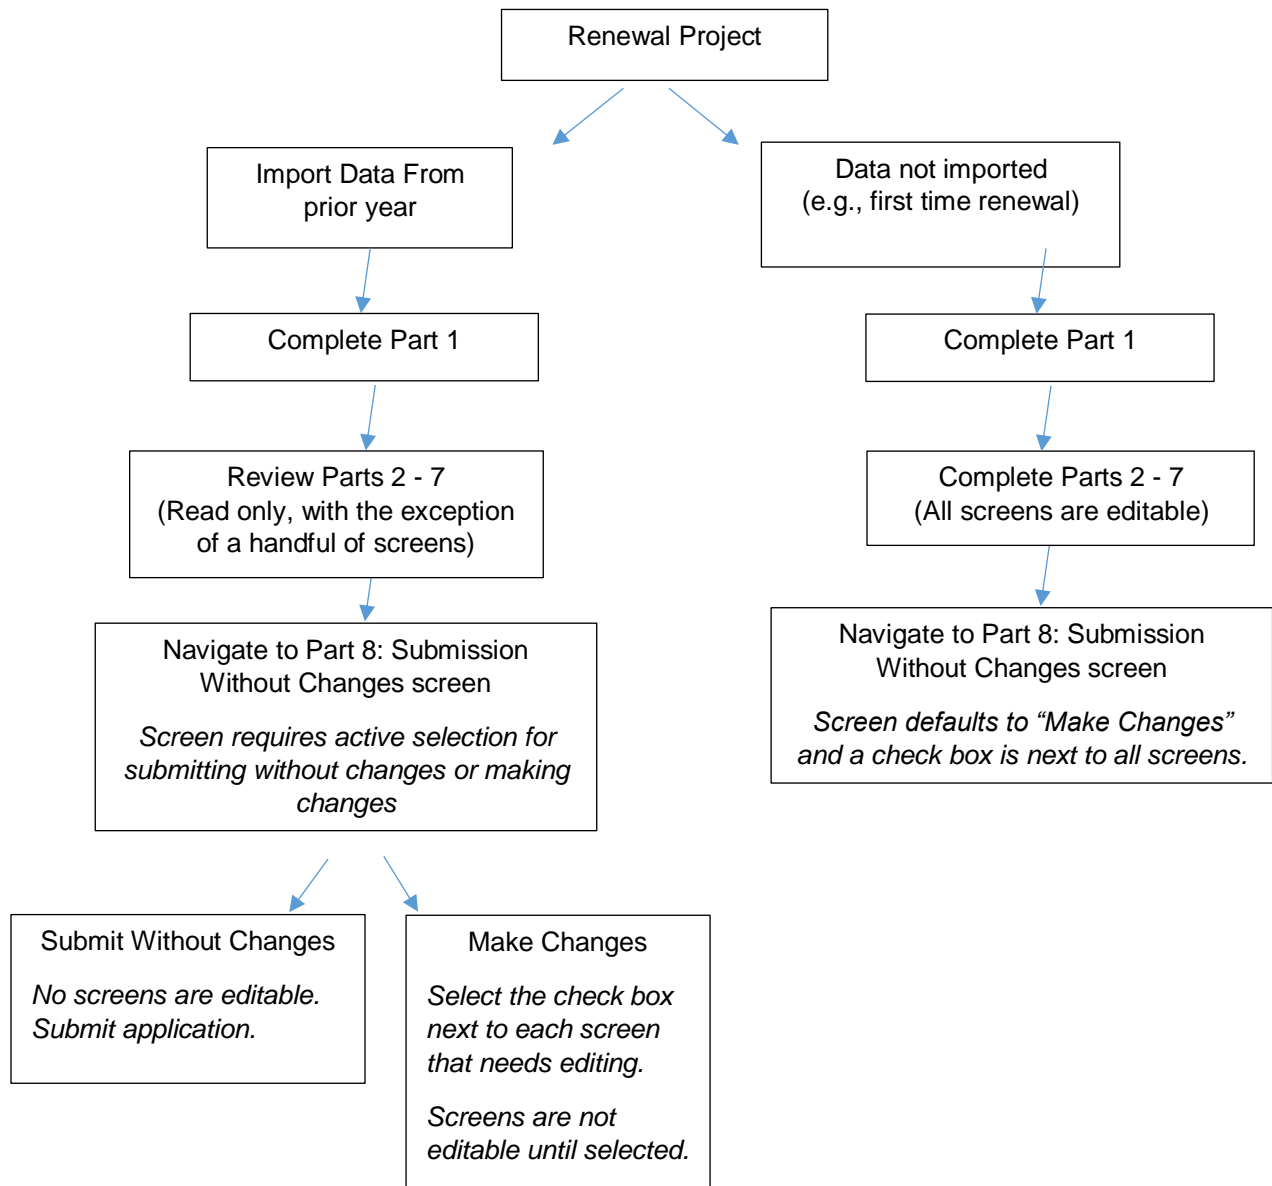 Renewal Project
Import Data From
prior year
Data not imported
(e.g., first time renewal)
Complete Part 1
Complete Part 1
Review Parts 2 - 7
(Read only, with the exception
of a handful of screens)
Complete Parts 2 - 7
(All screens are editable)
Navigate to Part 8: Submission
Without Changes screen
Screen requires active selection for
submitting without changes or making
changes
Navigate to Part 8: Submission
Without Changes screen
Screen defaults to “Make Changes”
and a check box is next to all screens.
Submit Without Changes
No screens are editable.
Submit application.
Make Changes
Select the check box
next to each screen
that needs editing.
Screens are not
editable until selected.